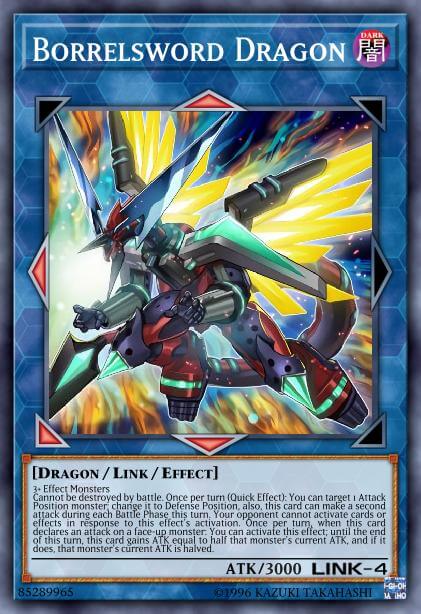 BORRELSWORD DRAGON
DARK
闇
[DRAGON / LINK / EFFECT]
3+ Effect Monsters
Cannot be destroyed by battle. Once per turn (Quick Effect): You can target 1 Attack
Position monster; change it to Defense Position, also, this card can make a second
attack during each Battle Phase this turn. Your opponent cannot activate cards or
effects in response to this effect's activation. Once per turn, when this card
declares an attack on a face-up monster: You can activate this effect; until the end
of this turn, this card gains ATK equal to half that monster's current ATK, and if it
does, that monster's current ATK is halved.
ATK/3000 LINK-4
85289965 ©1996 KAZUKI TAKAHASHI